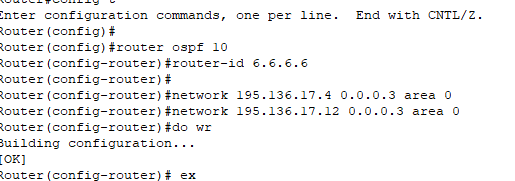 Router#config t
Enter configuration commands, one per line.  End with CNTL/Z.
Router(config)#
Router(config)#router ospf 10
Router(config-router)#router-id 6.6.6.6
Router(config-router)#
Router(config-router)#network 195.136.17.4 0.0.0.3 area 0
Router(config-router)#network 195.136.17.12 0.0.0.3 area 0
Router(config-router)#do wr
Building configuration...
[OK]
Router(config-router)# ex